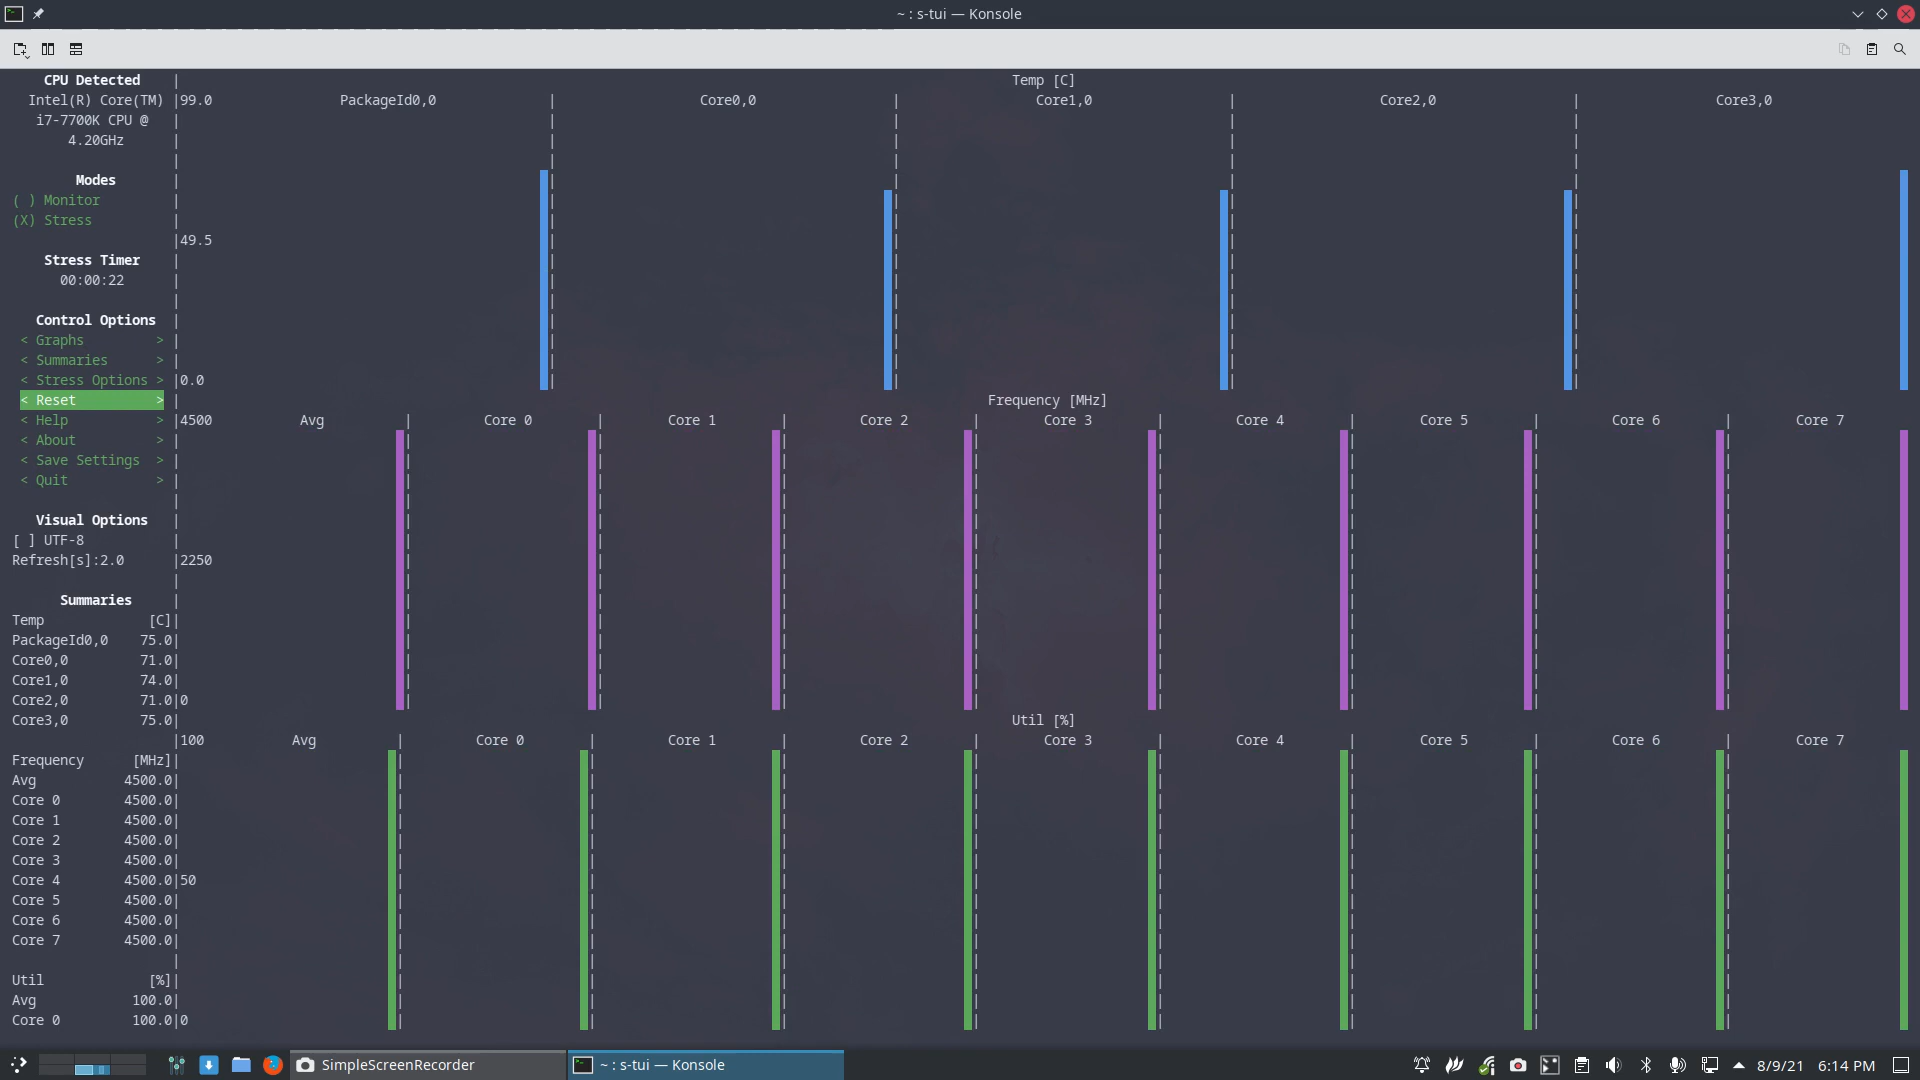 ~ : s-tui — Konsole
CPU Detected
Intel(R) Core(TM)
i7-7700K CPU @
4.20GHz
Modes
( ) Monitor
(X) Stress
Stress Timer
00:00:22
Control Options
< Graphs >
< Summaries >
< Stress Options >
< Reset >
< Help >
< About >
< Save Settings >
< Quit >
Visual Options
[ ] UTF-8
Refresh[s]:2.0
Summaries
Temp [C]
PackageId0,0 75.0
Core0,0 71.0
Core1,0 74.0
Core2,0 71.0
Core3,0 75.0
Frequency [MHz]
Avg 4500.0
Core 0 4500.0
Core 1 4500.0
Core 2 4500.0
Core 3 4500.0
Core 4 4500.0
Core 5 4500.0
Core 6 4500.0
Core 7 4500.0
Util [%]
Avg 100.0
Core 0 100.0
Temp [C]
99.0 PackageId0,0 Core0,0 Core1,0 Core2,0 Core3,0
49.5
0.0
Frequency [MHz]
4500 Avg Core 0 Core 1 Core 2 Core 3 Core 4 Core 5 Core 6 Core 7
2250
0
Util [%]
100 Avg Core 0 Core 1 Core 2 Core 3 Core 4 Core 5 Core 6 Core 7
50
0
SimpleScreenRecorder ~ : s-tui — Konsole 8/9/21 6:14 PM